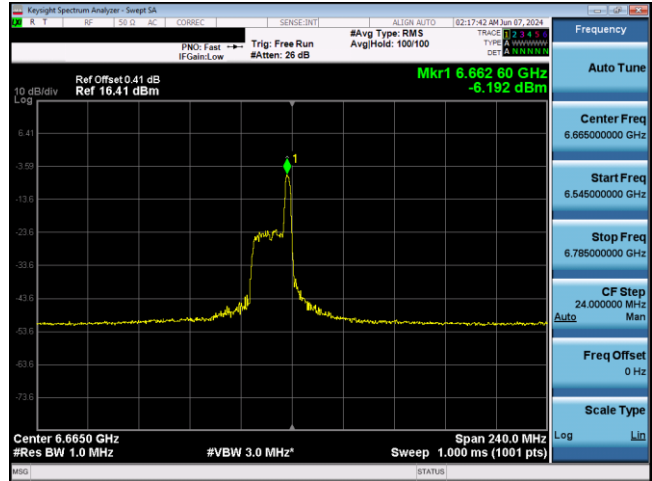 Keysight Spectrum Analyzer - Swept SA
R T RF 50 Ω AC CORREC SENSE:INT ALIGN AUTO 02:17:42 AM Jun 07, 2024
Frequency
#Avg Type: RMS TRACE 1 2 3 4 5 6
PNO: Fast Trig: Free Run Avg|Hold: 100/100 TYPE A WWWWW
IFGain:Low #Atten: 26 dB DET A N N N N N
Auto Tune
Mkr1 6.662 60 GHz
Ref Offset 0.41 dB
-6.192 dBm
10 dB/div Ref 16.41 dBm
Log
6.41
-3.59
-13.6
-23.6
-33.6
-43.6
-53.6
-63.6
-73.6
1
Center Freq
6.665000000 GHz
Start Freq
6.545000000 GHz
Stop Freq
6.785000000 GHz
CF Step
24.000000 MHz
Auto Man
Freq Offset
0 Hz
Scale Type
Log Lin
Center 6.6650 GHz Span 240.0 MHz
#Res BW 1.0 MHz #VBW 3.0 MHz* Sweep 1.000 ms (1001 pts)
MSG STATUS